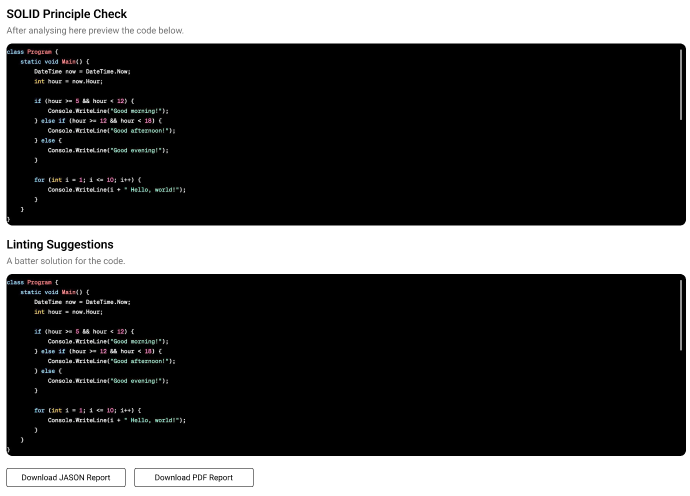 SOLID Principle Check
After analysing here preview the code below.
class Program {
    static void Main() {
        DateTime now = DateTime.Now;
        int hour = now.Hour;
        if (hour >= 5 && hour < 12) {
            Console.WriteLine("Good morning!");
        } else if (hour >= 12 && hour < 18) {
            Console.WriteLine("Good afternoon!");
        } else {
            Console.WriteLine("Good evening!");
        }
        for (int i = 1; i <= 10; i++) {
            Console.WriteLine(i + " Hello, world!");
        }
    }
}
Linting Suggestions
A batter solution for the code.
class Program {
    static void Main() {
        DateTime now = DateTime.Now;
        int hour = now.Hour;
        if (hour >= 5 && hour < 12) {
            Console.WriteLine("Good morning!");
        } else if (hour >= 12 && hour < 18) {
            Console.WriteLine("Good afternoon!");
        } else {
            Console.WriteLine("Good evening!");
        }
        for (int i = 1; i <= 10; i++) {
            Console.WriteLine(i + " Hello, world!");
        }
    }
}
Download JASON Report
Download PDF Report